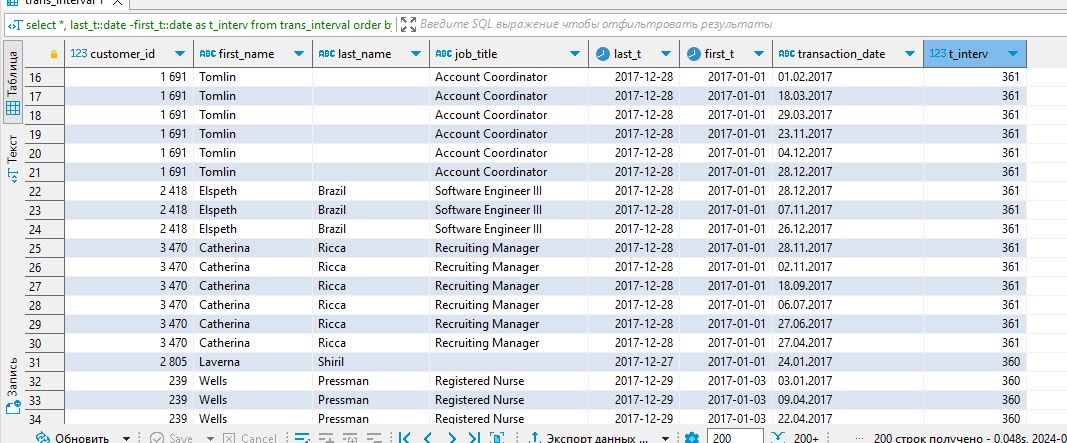 trans_interval 1
select *, last_t::date -first_t::date as t_interv from trans_interval order by
Введите SQL выражение чтобы отфильтровать результаты
Таблица
Текст
Запись
123 customer_id ABC first_name ABC last_name ABC job_title last_t first_t ABC transaction_date 123 t_interv
16 1 691 Tomlin Account Coordinator 2017-12-28 2017-01-01 01.02.2017 361
17 1 691 Tomlin Account Coordinator 2017-12-28 2017-01-01 18.03.2017 361
18 1 691 Tomlin Account Coordinator 2017-12-28 2017-01-01 29.03.2017 361
19 1 691 Tomlin Account Coordinator 2017-12-28 2017-01-01 23.11.2017 361
20 1 691 Tomlin Account Coordinator 2017-12-28 2017-01-01 04.12.2017 361
21 1 691 Tomlin Account Coordinator 2017-12-28 2017-01-01 28.12.2017 361
22 2 418 Elspeth Brazil Software Engineer III 2017-12-28 2017-01-01 28.12.2017 361
23 2 418 Elspeth Brazil Software Engineer III 2017-12-28 2017-01-01 07.11.2017 361
24 2 418 Elspeth Brazil Software Engineer III 2017-12-28 2017-01-01 26.12.2017 361
25 3 470 Catherina Ricca Recruiting Manager 2017-12-28 2017-01-01 28.11.2017 361
26 3 470 Catherina Ricca Recruiting Manager 2017-12-28 2017-01-01 02.11.2017 361
27 3 470 Catherina Ricca Recruiting Manager 2017-12-28 2017-01-01 18.09.2017 361
28 3 470 Catherina Ricca Recruiting Manager 2017-12-28 2017-01-01 06.07.2017 361
29 3 470 Catherina Ricca Recruiting Manager 2017-12-28 2017-01-01 27.06.2017 361
30 3 470 Catherina Ricca Recruiting Manager 2017-12-28 2017-01-01 27.04.2017 361
31 2 805 Laverna Shiril 2017-12-27 2017-01-01 24.01.2017 360
32 239 Wells Pressman Registered Nurse 2017-12-29 2017-01-03 03.01.2017 360
33 239 Wells Pressman Registered Nurse 2017-12-29 2017-01-03 09.04.2017 360
34 239 Wells Pressman Registered Nurse 2017-12-29 2017-01-03 22.04.2017 360
Обновить Save Cancel Экспорт данных ... 200 200+ ... 200 строк получено - 0.048s, 2024-0